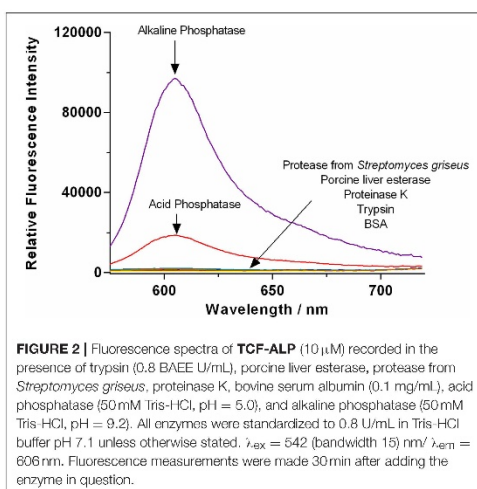 120000
Alkaline Phosphatase
80000
Relative Fluorescence Intensity
Protease from Streptomyces griseus
Porcine liver esterase
Proteinase K
Trypsin
BSA
40000
Acid Phosphatase
0
600
650
700
Wavelength / nm
FIGURE 2 | Fluorescence spectra of TCF-ALP (10 μM) recorded in the
presence of trypsin (0.8 BAEE U/mL), porcine liver esterase, protease from
Streptomyces griseus, proteinase K, bovine serum albumin (0.1 mg/mL), acid
phosphatase (50 mM Tris-HCl, pH = 5.0), and alkaline phosphatase (50 mM
Tris-HCl, pH = 9.2). All enzymes were standardized to 0.8 U/mL in Tris-HCl
buffer pH 7.1 unless otherwise stated. λex = 542 (bandwidth 15) nm/ λem =
606 nm. Fluorescence measurements were made 30 min after adding the
enzyme in question.